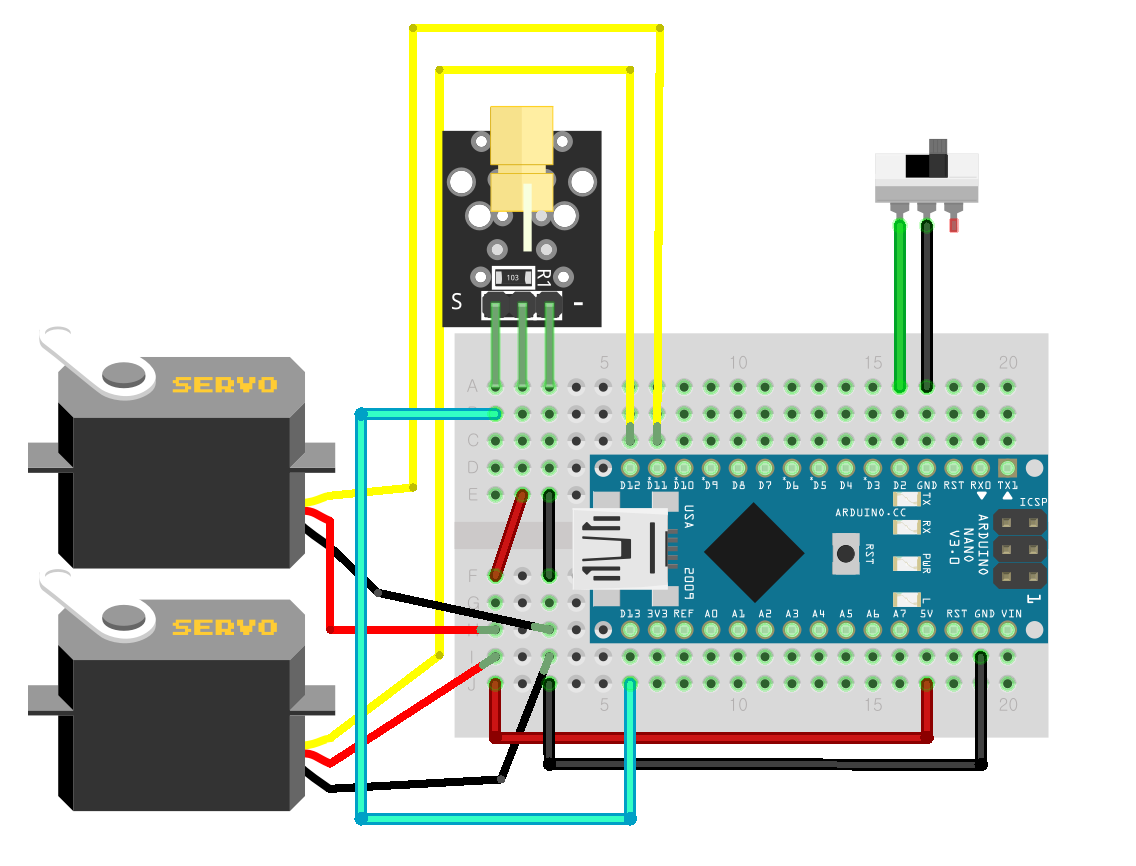 103
R1
S -
SERVO
5 10 15 20
A
B
C
D
E
F
G
I
J
D12 D11 D10 D9 D8 D7 D6 D5 D4 D3 D2 GND RST RX0 TX1
USA
5009
ARDUINO.CC
RST
TX
RX
PWR
L
ARDUINO
NANO
V3.0
ICSP
1
D13 3V3 REF A0 A1 A2 A3 A4 A5 A6 A7 5V RST GND VIN
SERVO
5 10 15 20